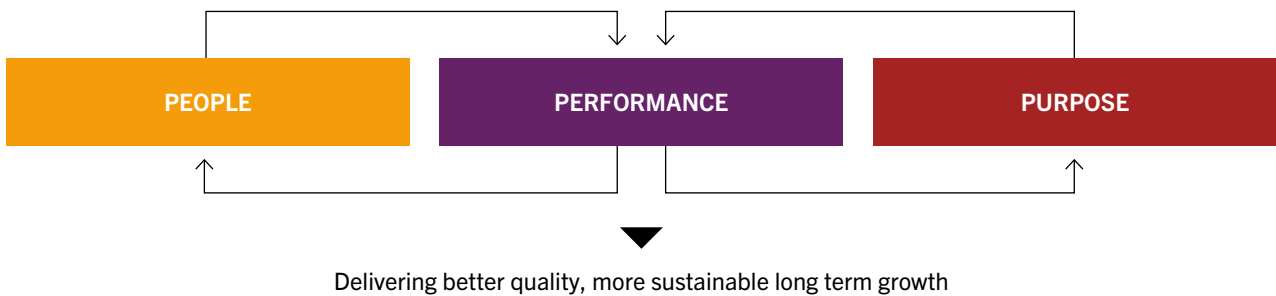 PEOPLE
PERFORMANCE
PURPOSE
Delivering better quality, more sustainable long term growth